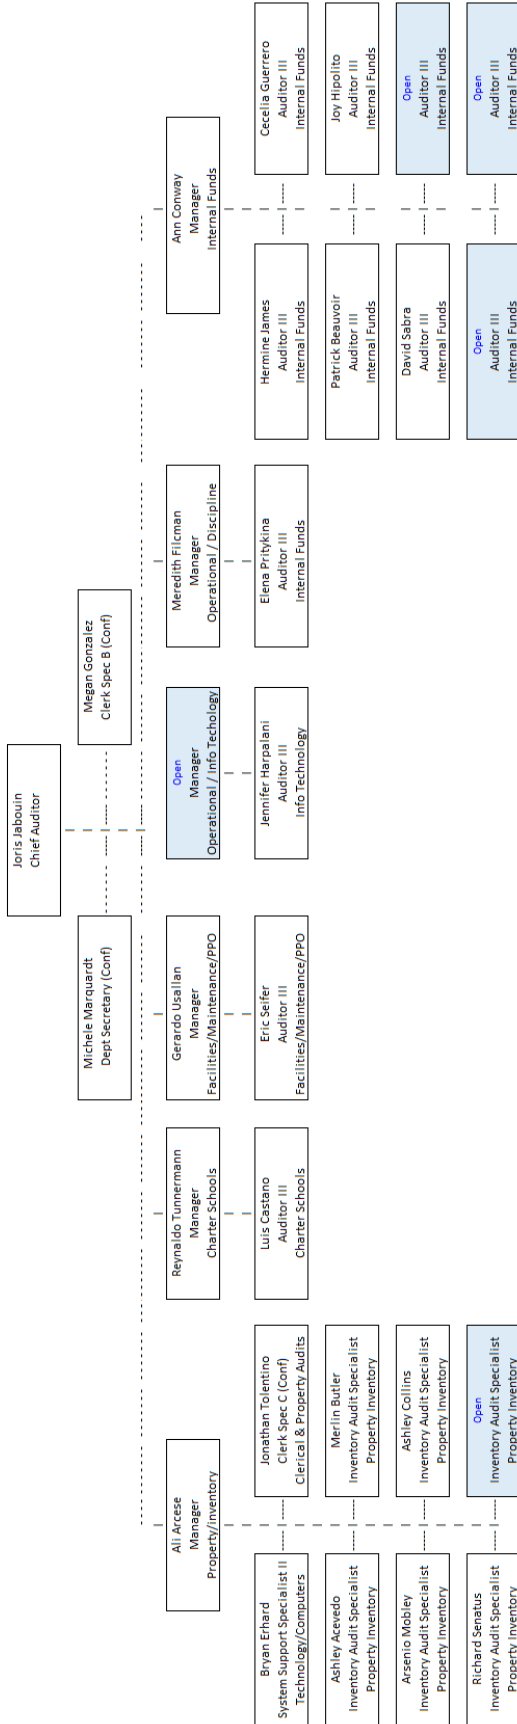 Joris Jabouin
Chief Auditor
Michele Marquardt
Dept Secretary (Conf)
Megan Gonzalez
Clerk Spec B (Conf)
Ali Arcese
Manager
Property/inventory
Reynaldo Tunnermann
Manager
Charter Schools
Gerardo Usallan
Manager
Facilities/Maintenance/PPO
Open
Manager
Operational / Info Techology
Meredith Filcman
Manager
Operational / Discipline
Ann Conway
Manager
Internal Funds
Bryan Erhard
System Support Specialist II
Technology/Computers
Jonathan Tolentino
Clerk Spec C (Conf)
Clerical & Property Audits
Luis Castano
Auditor III
Charter Schools
Eric Seifer
Auditor III
Facilities/Maintenance/PPO
Jennifer Harpalani
Auditor III
Info Technology
Elena Pritykina
Auditor III
Internal Funds
Hermine James
Auditor III
Internal Funds
Cecelia Guerrero
Auditor III
Internal Funds
Ashley Acevedo
Inventory Audit Specialist
Property Inventory
Merlin Butler
Inventory Audit Specialist
Property Inventory
Patrick Beauvoir
Auditor III
Internal Funds
Joy Hipolito
Auditor III
Internal Funds
Arsenio Mobley
Inventory Audit Specialist
Property Inventory
Ashley Collins
Inventory Audit Specialist
Property Inventory
David Sabra
Auditor III
Internal Funds
Open
Auditor III
Internal Funds
Richard Senatus
Inventory Audit Specialist
Property Inventory
Open
Inventory Audit Specialist
Property Inventory
Open
Auditor III
Internal Funds
Open
Auditor III
Internal Funds